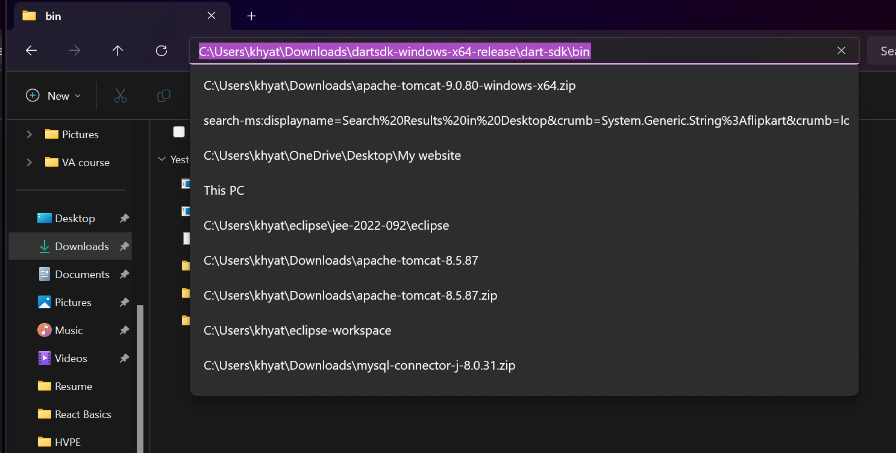 bin
C:\Users\khyat\Downloads\dartsdk-windows-x64-release\dart-sdk\bin
Sea
New
C:\Users\khyat\Downloads\apache-tomcat-9.0.80-windows-x64.zip
search-ms:displayname=Search%20Results%20in%20Desktop&crumb=System.Generic.String%3Aflipkart&crumb=lc
C:\Users\khyat\OneDrive\Desktop\My website
This PC
C:\Users\khyat\eclipse\jee-2022-092\eclipse
C:\Users\khyat\Downloads\apache-tomcat-8.5.87
C:\Users\khyat\Downloads\apache-tomcat-8.5.87.zip
C:\Users\khyat\eclipse-workspace
C:\Users\khyat\Downloads\mysql-connector-j-8.0.31.zip
Pictures
VA course
Yest
Desktop
Downloads
Documents
Pictures
Music
Videos
Resume
React Basics
HVPE